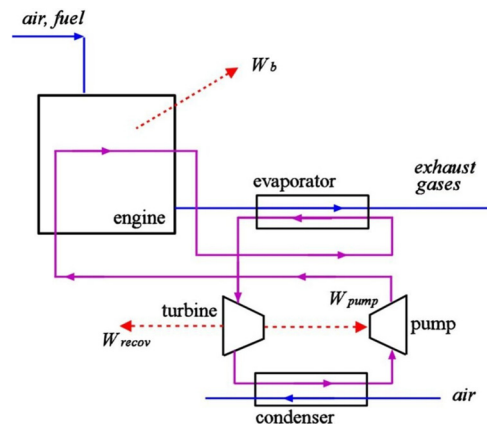 air, fuel
W_b
exhaust
gases
evaporator
engine
turbine
W_pump
pump
W_recov
air
condenser